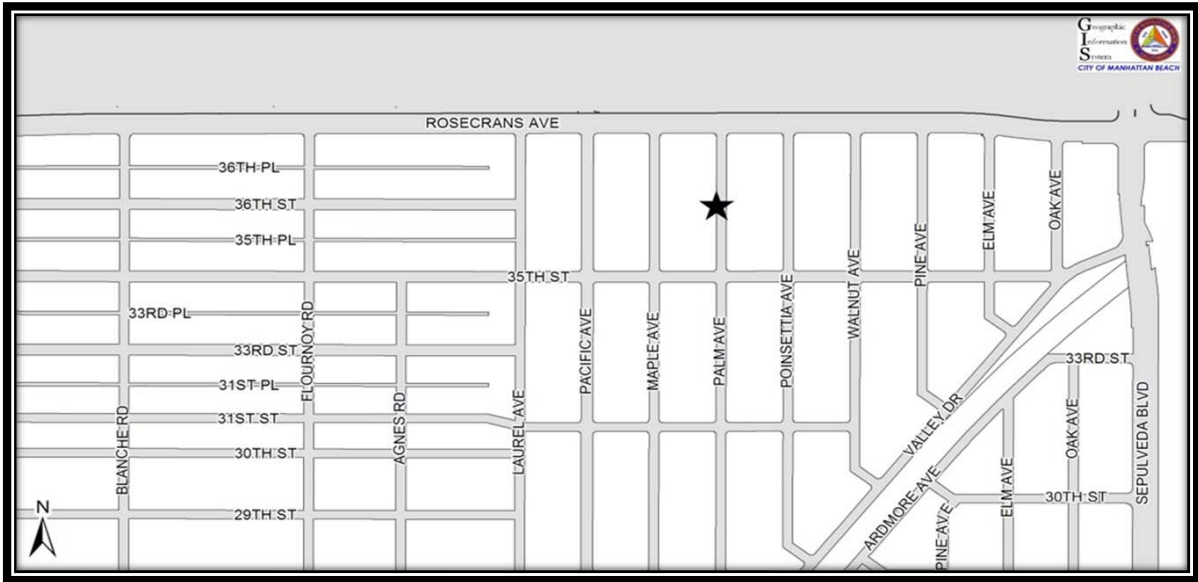 Geographic
Information
System
CITY OF MANHATTAN BEACH
ROSECRANS AVE
36TH PL
36TH ST
35TH PL
35TH ST
33RD PL
33RD ST
31ST PL
31ST ST
30TH ST
29TH ST
BLANCHE RD
FLOURNOY RD
AGNES RD
LAUREL AVE
PACIFIC AVE
MAPLE AVE
PALM AVE
POINSETTIA AVE
WALNUT AVE
PINE AVE
ELM AVE
OAK AVE
VALLEY DR
ARDMORE AVE
33RD ST
SEPULVEDA BLVD
OAK AVE
ELM AVE
30TH ST
PINE AVE
N